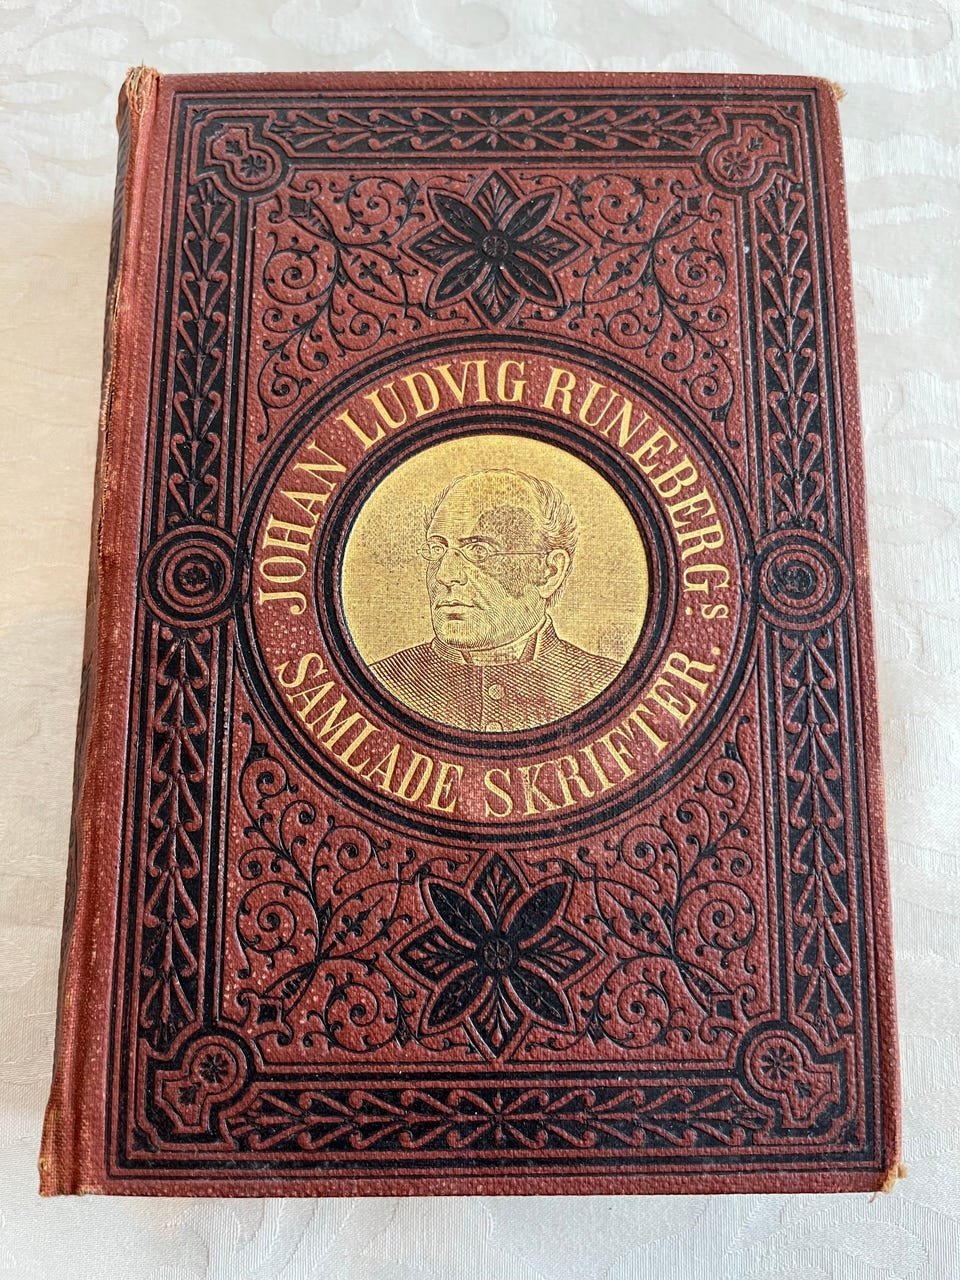 JOHAN LUDVIG RUNEBERG:s
SAMLADE SKRIFTER.